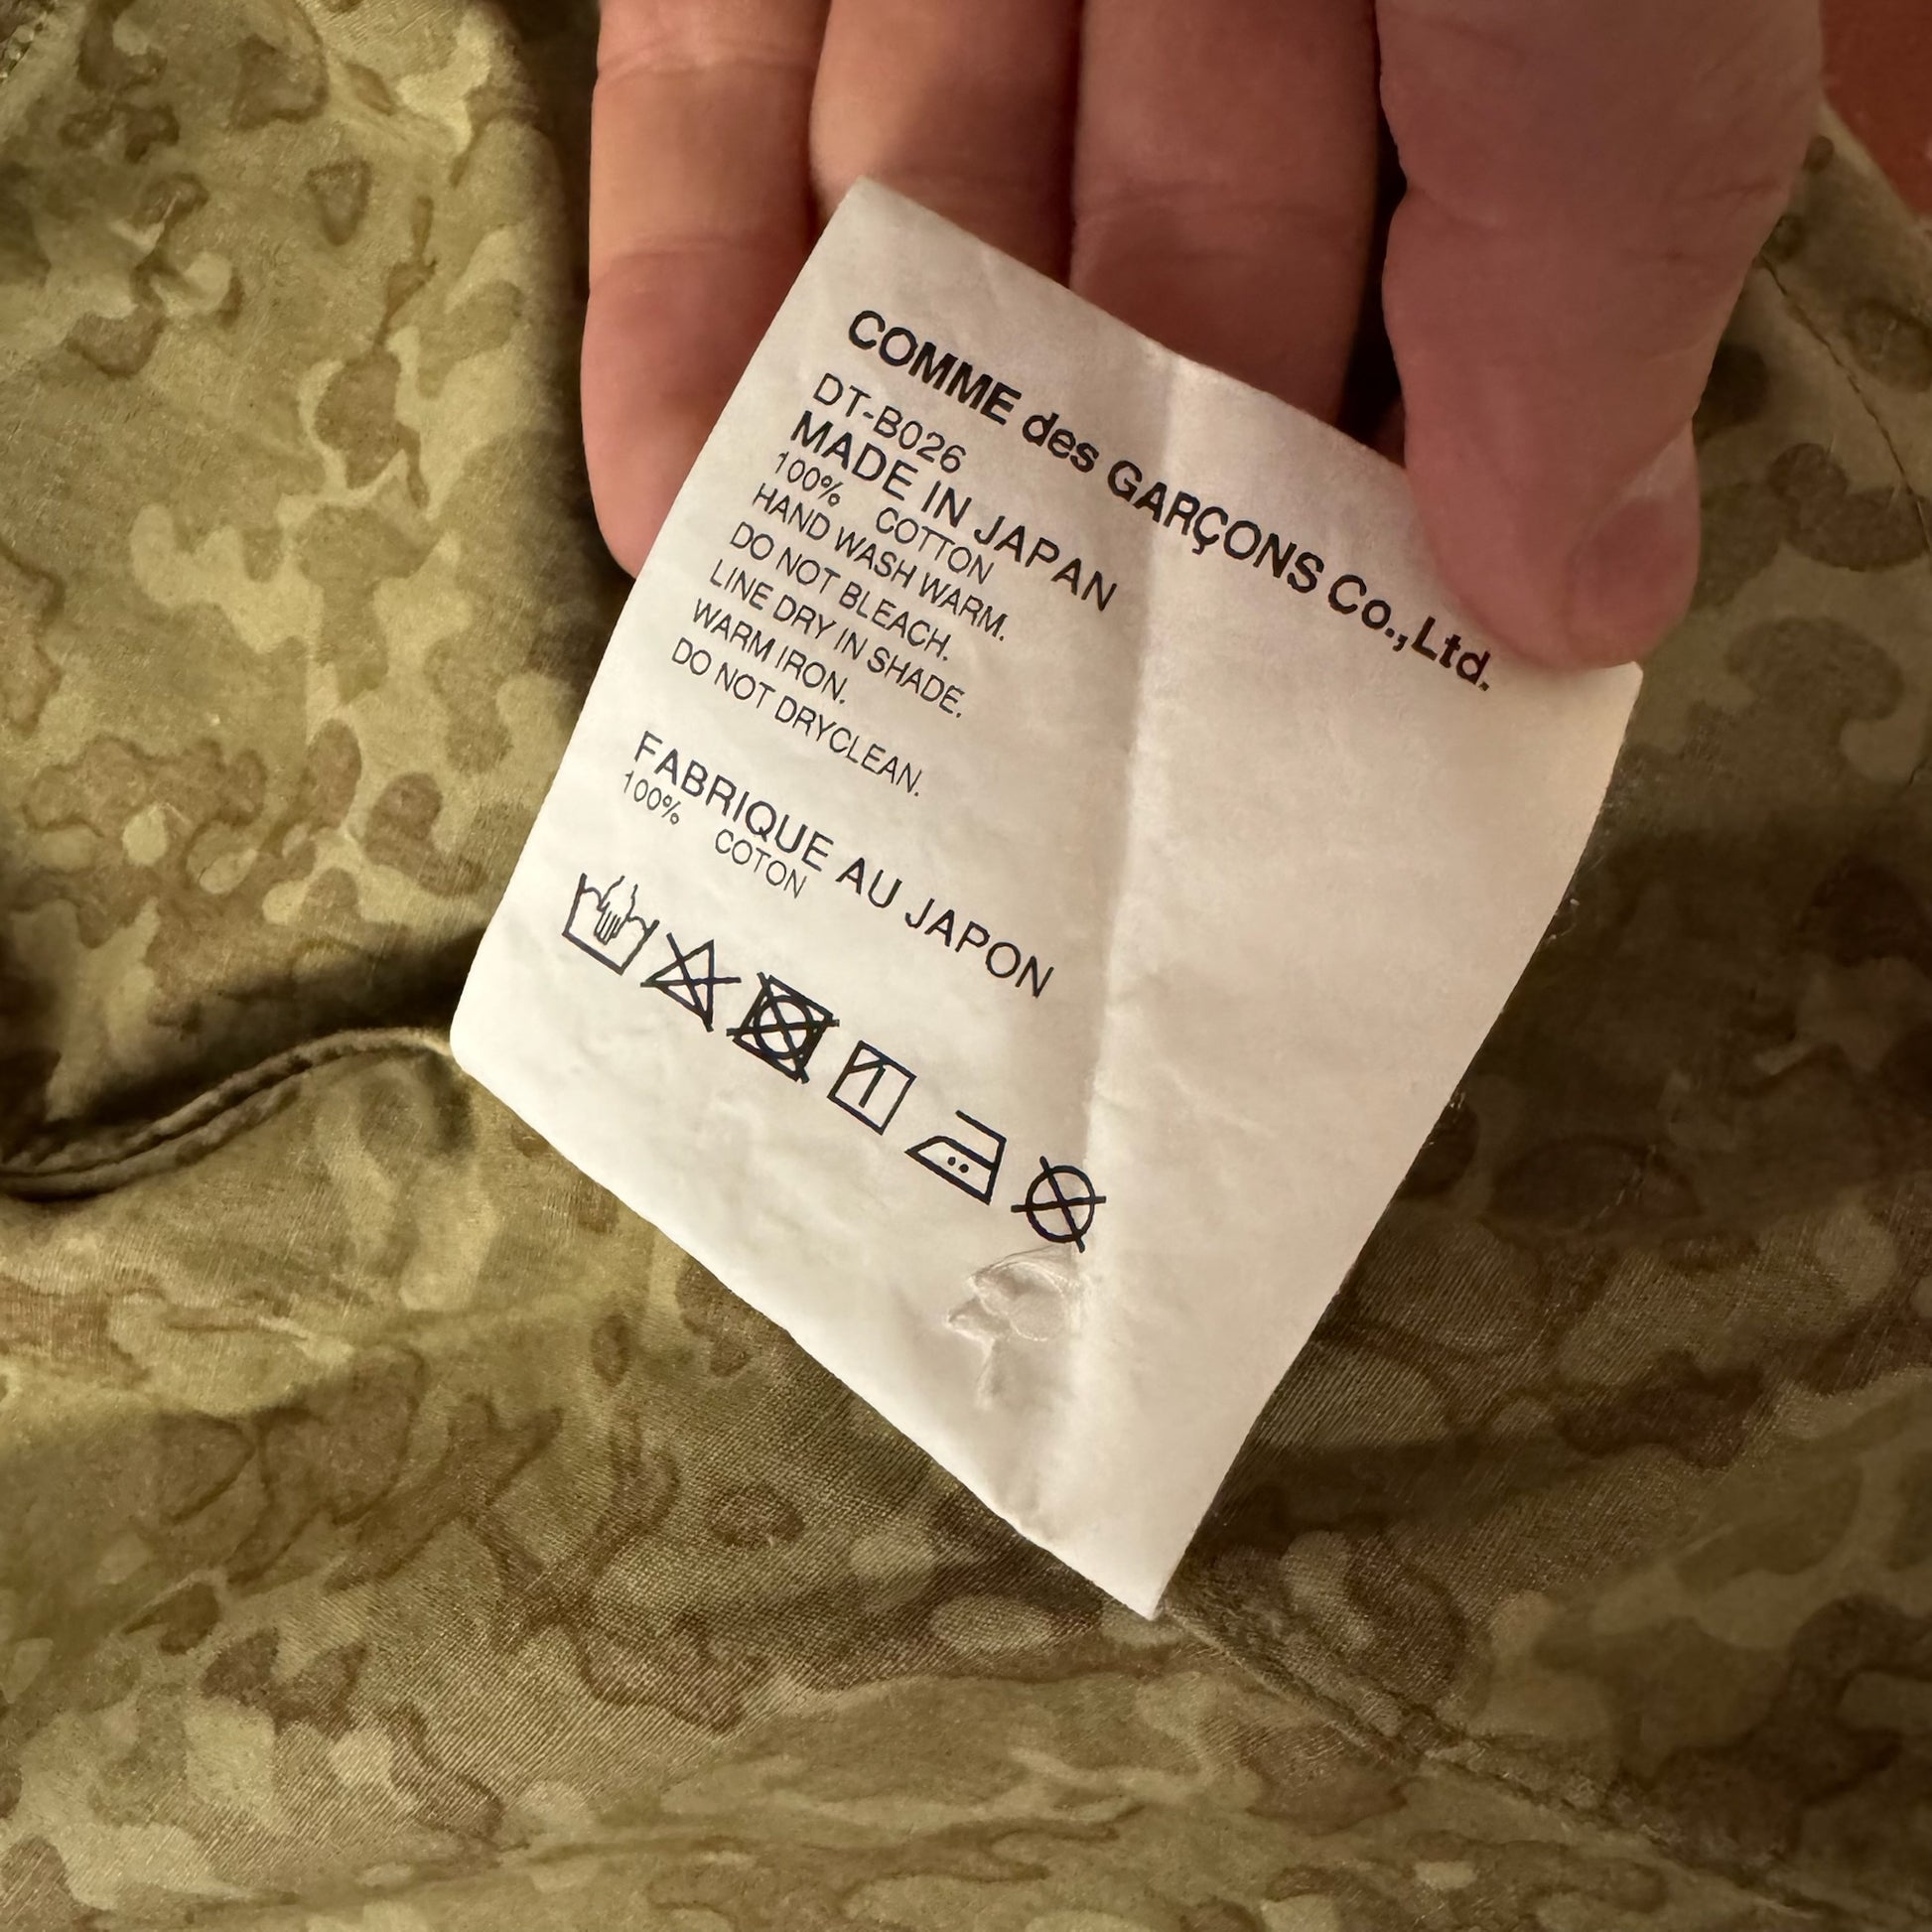 COMME des GARÇONS Co.,Ltd.
DT-B026
MADE IN JAPAN
100% COTTON
HAND WASH WARM.
DO NOT BLEACH.
LINE DRY IN SHADE.
WARM IRON.
DO NOT DRYCLEAN.
FABRIQUE AU JAPON
100% COTON